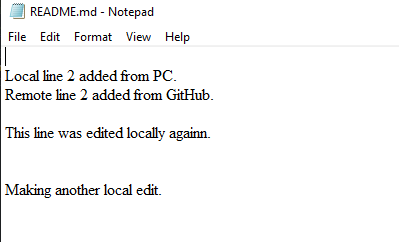 README.md - Notepad
File Edit Format View Help
Local line 2 added from PC.
Remote line 2 added from GitHub.
This line was edited locally againn.
Making another local edit.